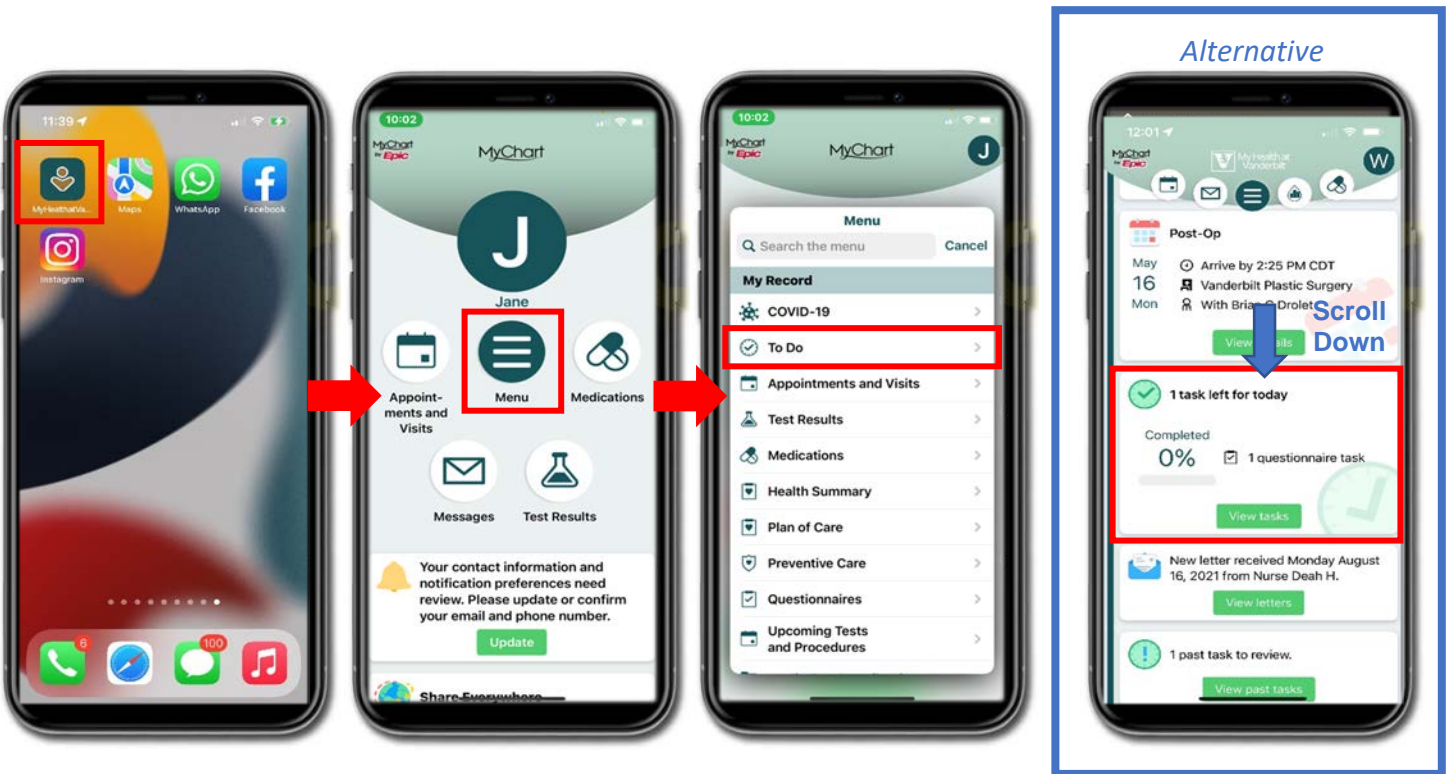 Alternative
11:39
MyHealthatVa...
Maps
WhatsApp
Facebook
Instagram
6
100
10:02
MyChart
by Epic
MyChart
J
Jane
Appoint-
ments and
Visits
Menu
Medications
Messages
Test Results
Your contact information and
notification preferences need
review. Please update or confirm
your email and phone number.
Update
Share Everywhere
10:02
MyChart
by Epic
MyChart
J
Menu
Search the menu
Cancel
My Record
COVID-19
To Do
Appointments and Visits
Test Results
Medications
Health Summary
Plan of Care
Preventive Care
Questionnaires
Upcoming Tests
and Procedures
12:01
MyChart
by Epic
My Health at
Vanderbilt
W
Post-Op
May
16
Mon
Arrive by 2:25 PM CDT
Vanderbilt Plastic Surgery
With Brian C Drolet
View
Scroll
Down
1 task left for today
Completed
0%
1 questionnaire task
View tasks
New letter received Monday August
16, 2021 from Nurse Deah H.
View letters
1 past task to review.
View past tasks